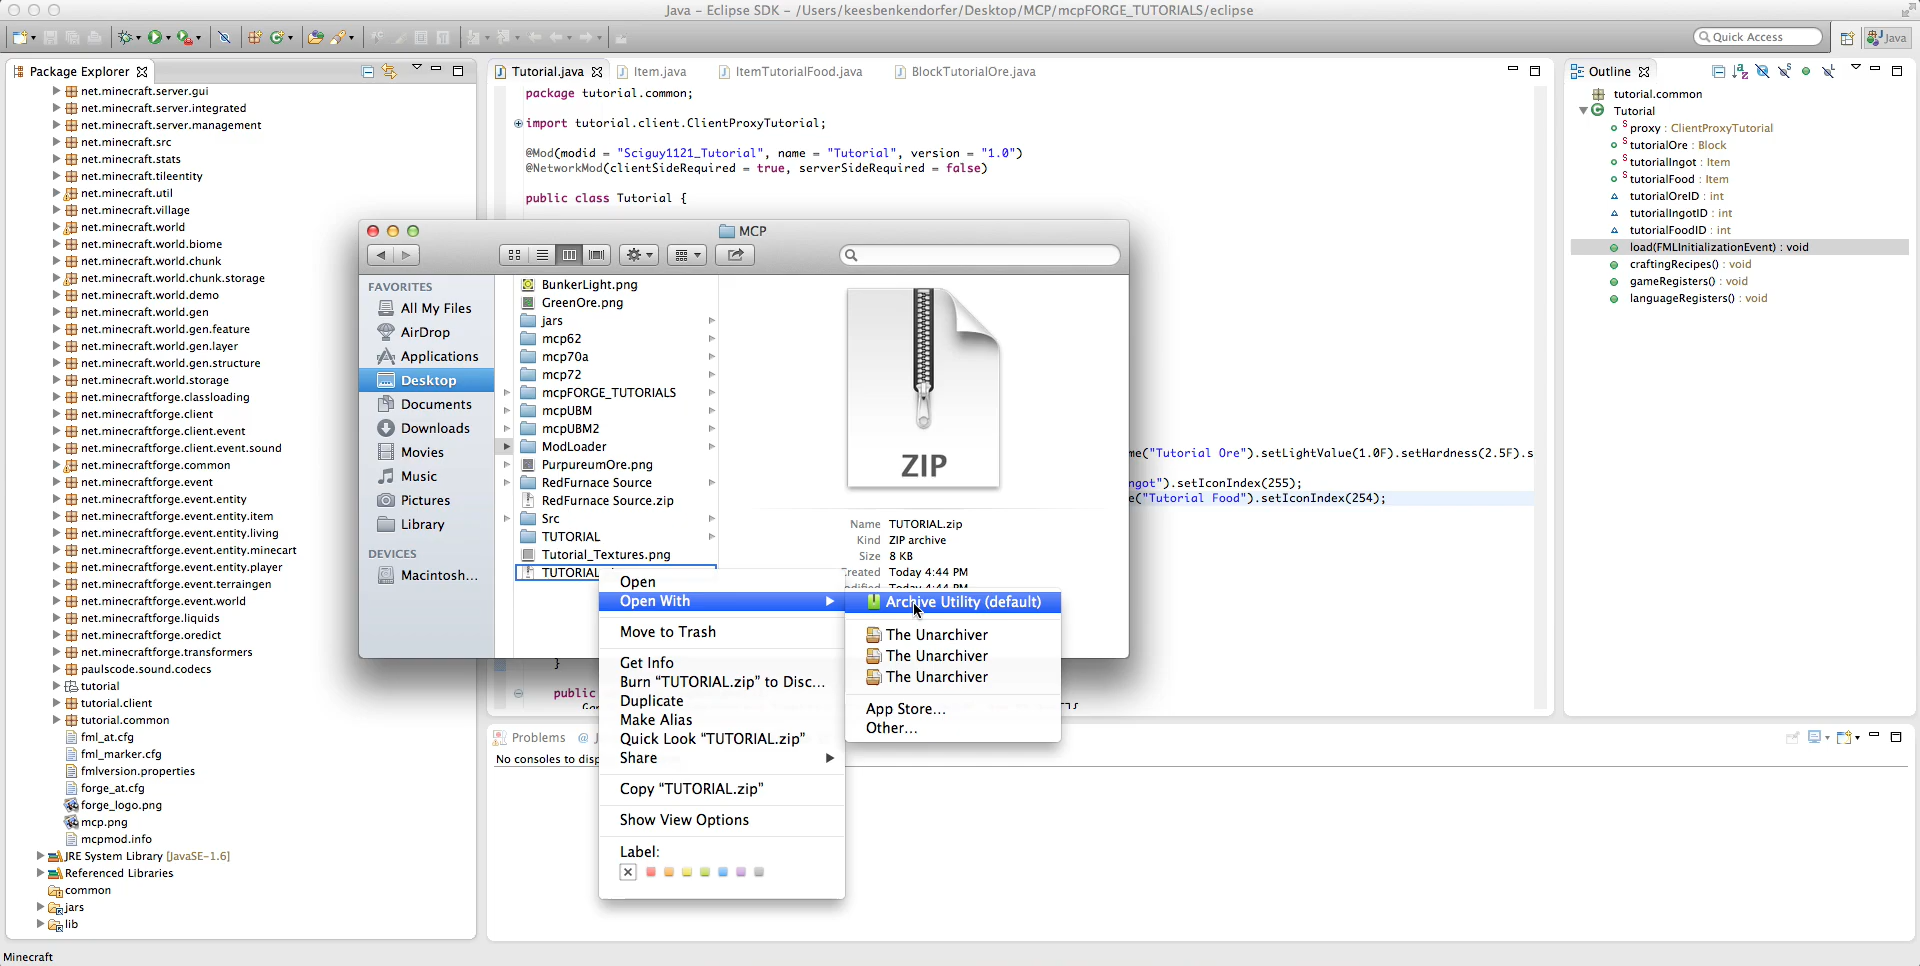 Java – Eclipse SDK – /Users/keesbenkendorfer/Desktop/MCP/mcpFORGE_TUTORIALS/eclipse
Quick Access
Java
Package Explorer
net.minecraft.server.gui
net.minecraft.server.integrated
net.minecraft.server.management
net.minecraft.src
net.minecraft.stats
net.minecraft.tileentity
net.minecraft.util
net.minecraft.village
net.minecraft.world
net.minecraft.world.biome
net.minecraft.world.chunk
net.minecraft.world.chunk.storage
net.minecraft.world.demo
net.minecraft.world.gen
net.minecraft.world.gen.feature
net.minecraft.world.gen.layer
net.minecraft.world.gen.structure
net.minecraft.world.storage
net.minecraftforge.classloading
net.minecraftforge.client
net.minecraftforge.client.event
net.minecraftforge.client.event.sound
net.minecraftforge.common
net.minecraftforge.event
net.minecraftforge.event.entity
net.minecraftforge.event.entity.item
net.minecraftforge.event.entity.living
net.minecraftforge.event.entity.minecart
net.minecraftforge.event.entity.player
net.minecraftforge.event.terraingen
net.minecraftforge.event.world
net.minecraftforge.liquids
net.minecraftforge.oredict
net.minecraftforge.transformers
paulscode.sound.codecs
tutorial
tutorial.client
tutorial.common
fml_at.cfg
fml_marker.cfg
fmlversion.properties
forge_at.cfg
forge_logo.png
mcp.png
mcpmod.info
JRE System Library [JavaSE-1.6]
Referenced Libraries
common
jars
lib
Minecraft
Tutorial.java
Item.java
ItemTutorialFood.java
BlockTutorialOre.java
package tutorial.common;
import tutorial.client.ClientProxyTutorial;
@Mod(modid = "Sciguy1121_Tutorial", name = "Tutorial", version = "1.0")
@NetworkMod(clientSideRequired = true, serverSideRequired = false)
public class Tutorial {
me("Tutorial Ore").setLightValue(1.0F).setHardness(2.5F).s
ngot").setIconIndex(255);
e("Tutorial Food").setIconIndex(254);
}
public
MCP
FAVORITES
All My Files
AirDrop
Applications
Desktop
Documents
Downloads
Movies
Music
Pictures
Library
DEVICES
Macintosh...
BunkerLight.png
GreenOre.png
jars
mcp62
mcp70a
mcp72
mcpFORGE_TUTORIALS
mcpUBM
mcpUBM2
ModLoader
PurpureumOre.png
RedFurnace Source
RedFurnace Source.zip
Src
TUTORIAL
Tutorial_Textures.png
TUTORIAL
ZIP
Name TUTORIAL.zip
Kind ZIP archive
Size 8 KB
Created Today 4:44 PM
Open
Open With
Move to Trash
Get Info
Burn “TUTORIAL.zip” to Disc...
Duplicate
Make Alias
Quick Look “TUTORIAL.zip”
Share
Copy “TUTORIAL.zip”
Show View Options
Label:
Archive Utility (default)
The Unarchiver
The Unarchiver
The Unarchiver
App Store...
Other...
Problems
@ J
No consoles to disp
Outline
tutorial.common
Tutorial
proxy : ClientProxyTutorial
tutorialOre : Block
tutorialIngot : Item
tutorialFood : Item
tutorialOreID : int
tutorialIngotID : int
tutorialFoodID : int
load(FMLInitializationEvent) : void
craftingRecipes() : void
gameRegisters() : void
languageRegisters() : void